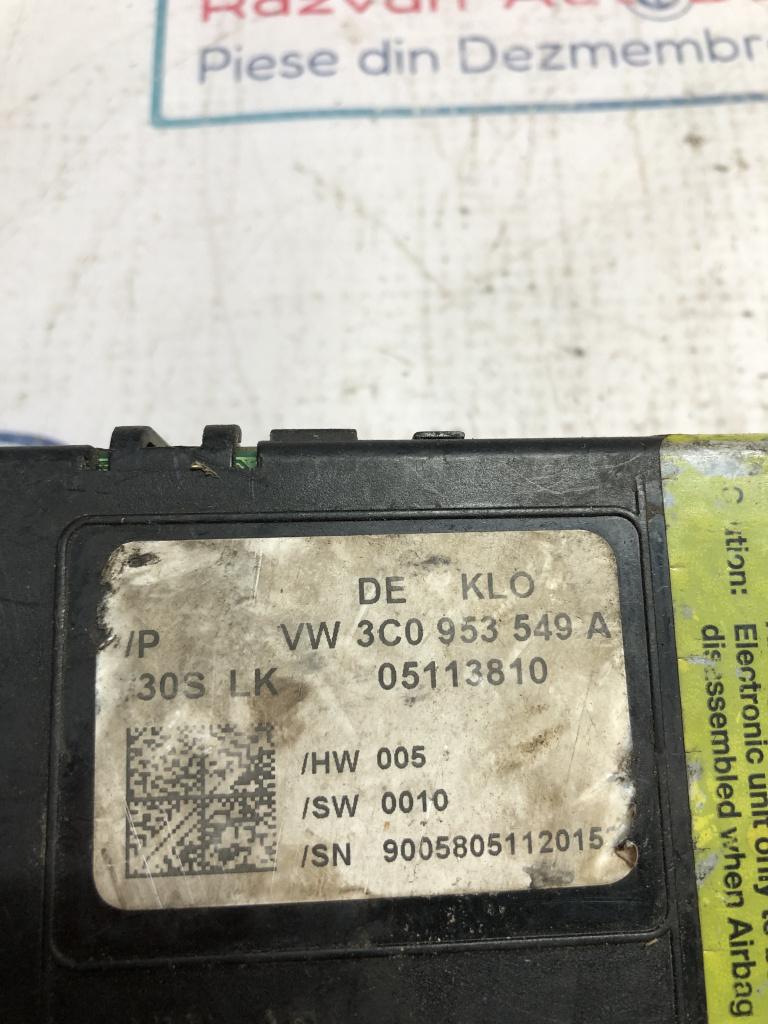 Piese din Dezmembr
DE KLO
/P VW 3C0 953 549 A
30S LK 05113810
/HW 005
/SW 0010
/SN 9005805112015
Electronic unit only to
disassembled when Airbag